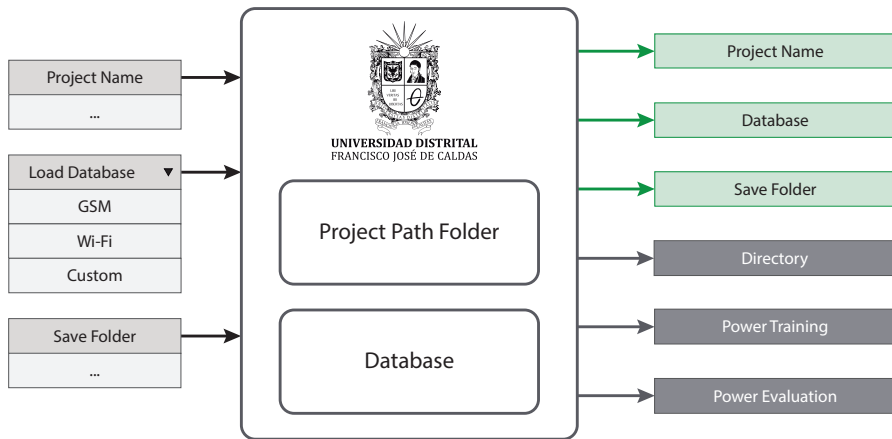 Project Name
...
Load Database
GSM
Wi-Fi
Custom
Save Folder
...
UNIVERSIDAD DISTRITAL
FRANCISCO JOSÉ DE CALDAS
Project Path Folder
Database
Project Name
Database
Save Folder
Directory
Power Training
Power Evaluation